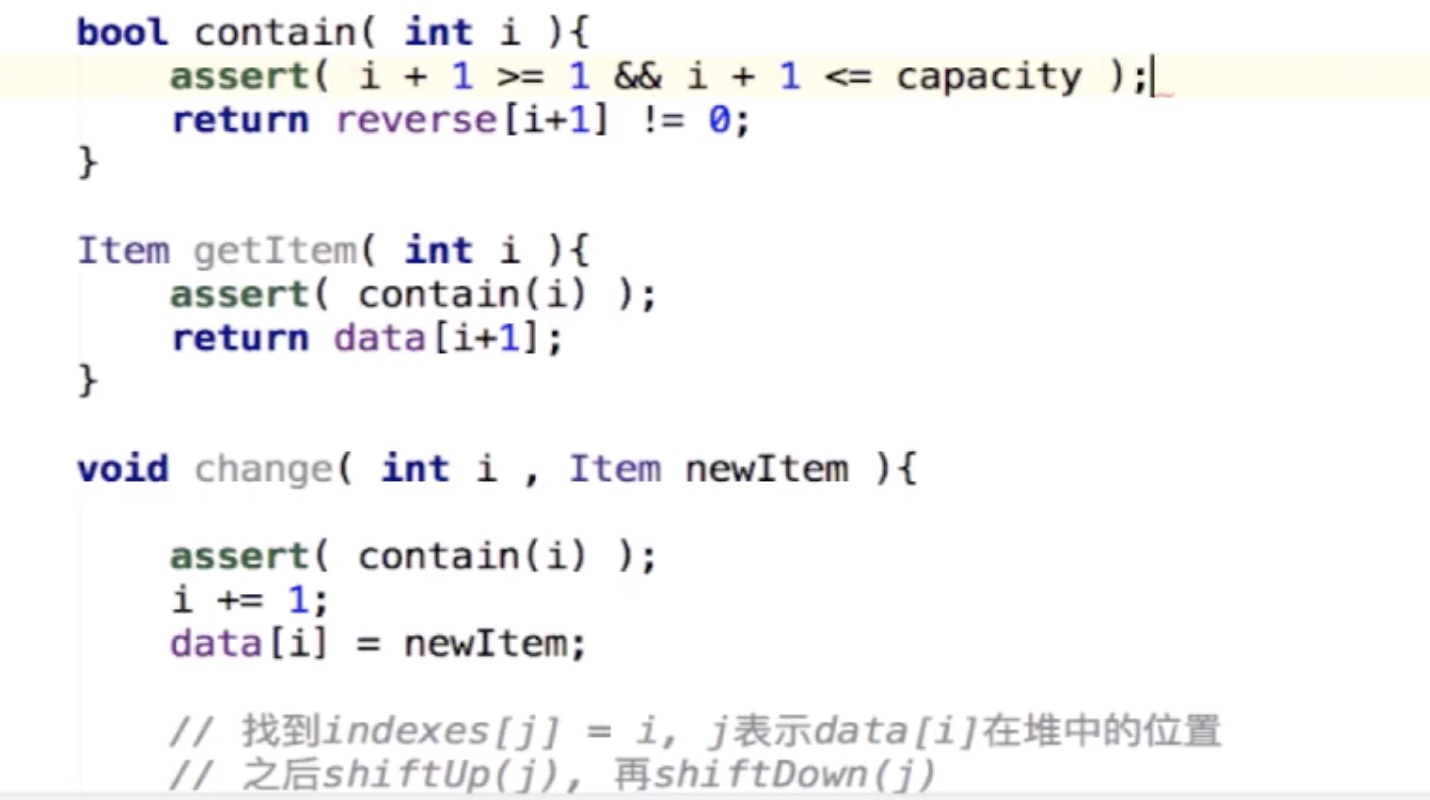 bool contain( int i ){
assert( i + 1 >= 1 && i + 1 <= capacity );
return reverse[i+1] != 0;
}
Item getItem( int i ){
assert( contain(i) );
return data[i+1];
}
void change( int i , Item newItem ){
assert( contain(i) );
i += 1;
data[i] = newItem;
// 找到indexes[j] = i, j表示data[i]在堆中的位置
// 之后shiftUp(j), 再shiftDown(j)